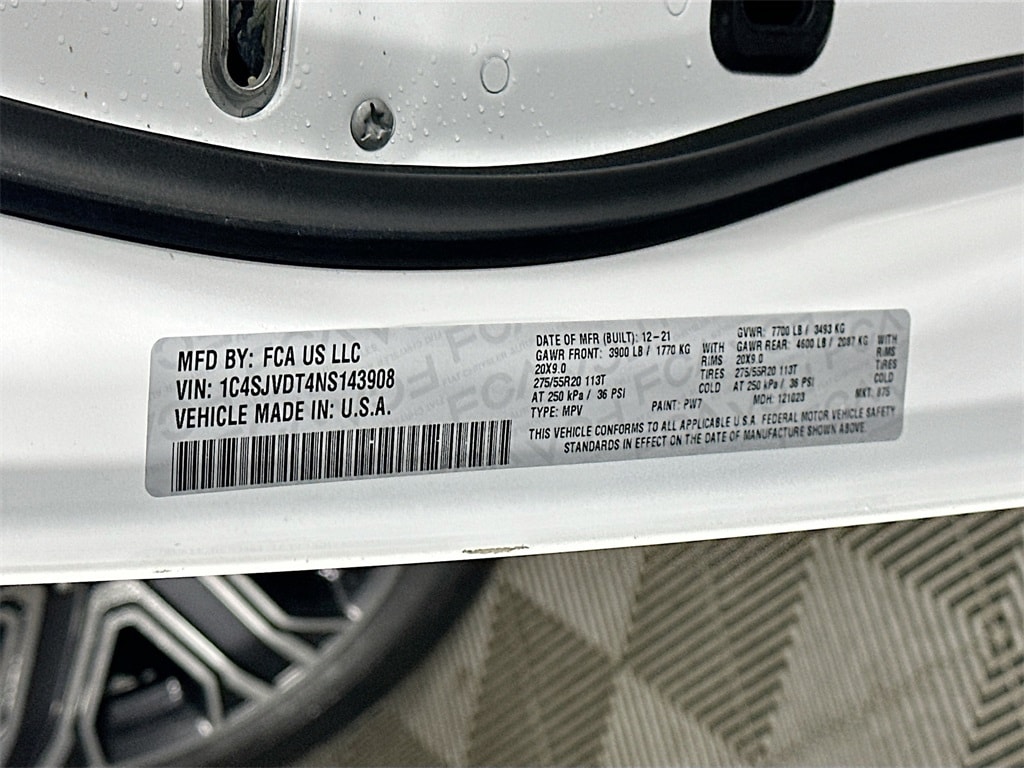 MFD BY: FCA US LLC
VIN: 1C4SJVDT4NS143908
VEHICLE MADE IN: U.S.A.
DATE OF MFR (BUILT): 12-21
GAWR FRONT: 3900 LB / 1770 KG WITH
20X9.0 RIMS
275/55R20 113T TIRES
AT 250 kPa / 36 PSI COLD
TYPE: MPV
PAINT: PW7
GVWR: 7700 LB / 3493 KG
GAWR REAR: 4600 LB / 2087 KG WITH
20X9.0 RIMS
275/55R20 113T TIRES
AT 250 kPa / 36 PSI COLD
MDH: 121023
MKT: 875
THIS VEHICLE CONFORMS TO ALL APPLICABLE U.S.A. FEDERAL MOTOR VEHICLE SAFETY
STANDARDS IN EFFECT ON THE DATE OF MANUFACTURE SHOWN ABOVE.